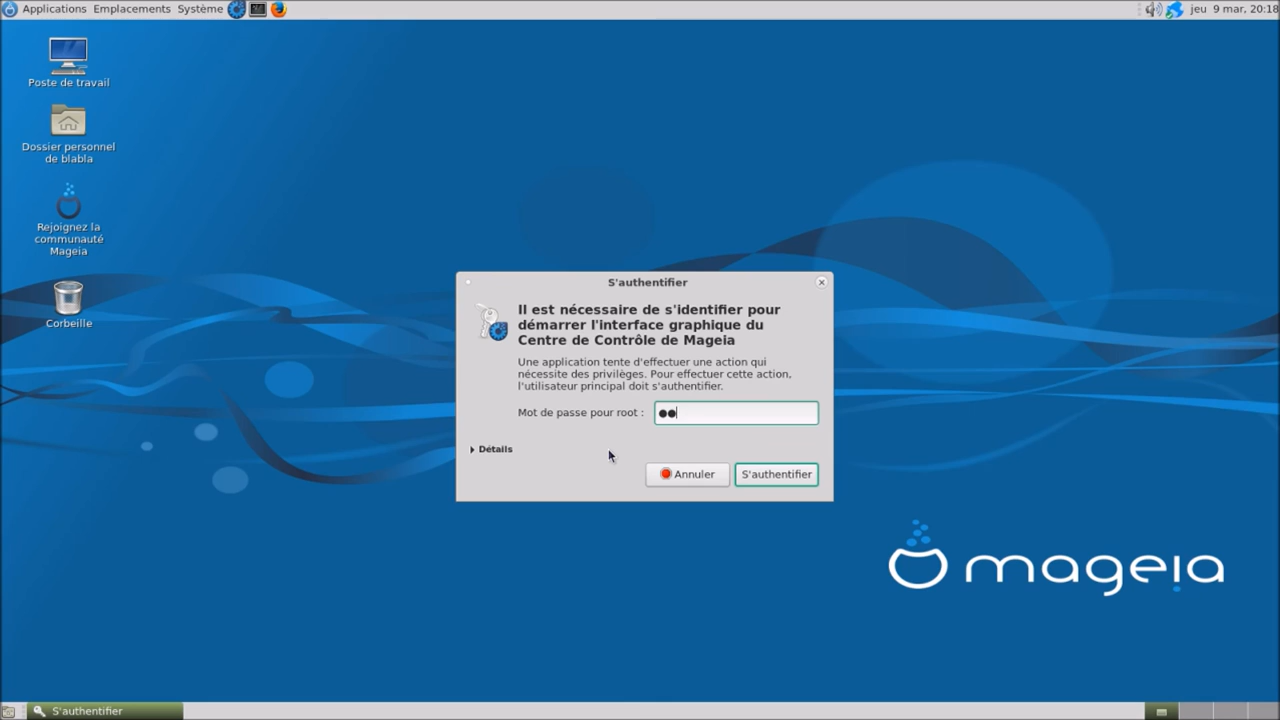 Applications Emplacements Système
jeu 9 mar, 20:18
Poste de travail
Dossier personnel
de blabla
Rejoignez la
communauté
Mageia
Corbeille
S'authentifier
Il est nécessaire de s'identifier pour
démarrer l'interface graphique du
Centre de Contrôle de Mageia
Une application tente d'effectuer une action qui
nécessite des privilèges. Pour effectuer cette action,
l'utilisateur principal doit s'authentifier.
Mot de passe pour root : ●●
Détails
Annuler S'authentifier
mageia
S'authentifier